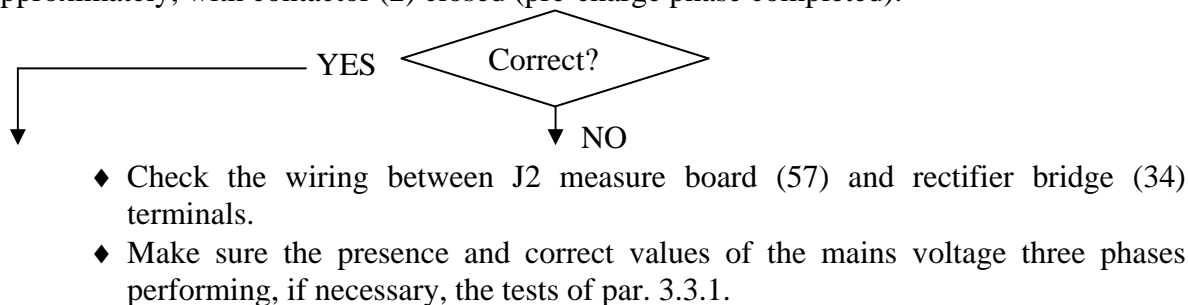 pproximately, with contactor (2) closed (pre-charge phase completed).
YES
Correct?
NO
♦ Check the wiring between J2 measure board (57) and rectifier bridge (34)
terminals.
♦ Make sure the presence and correct values of the mains voltage three phases
performing, if necessary, the tests of par. 3.3.1.